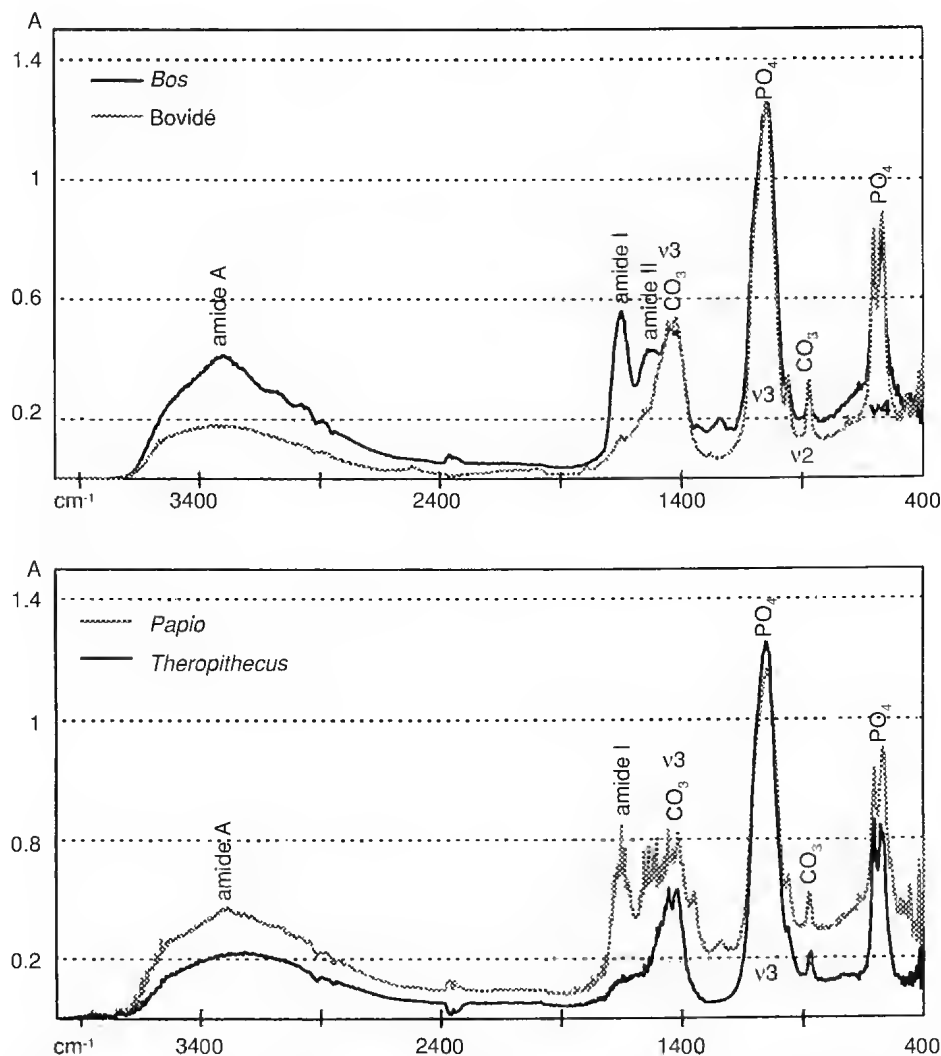 A
1.4
Bos
Bovidé
1
0.6
0.2
amide A
amide I
amide II
ν3
CO3
PO4
ν3
CO3
ν2
PO4
ν4
cm-1
3400
2400
1400
400
A
1.4
Papio
Theropithecus
1
0.8
0.2
amide A
amide I
ν3
CO3
PO4
ν3
CO3
PO4
cm-1
3400
2400
1400
400